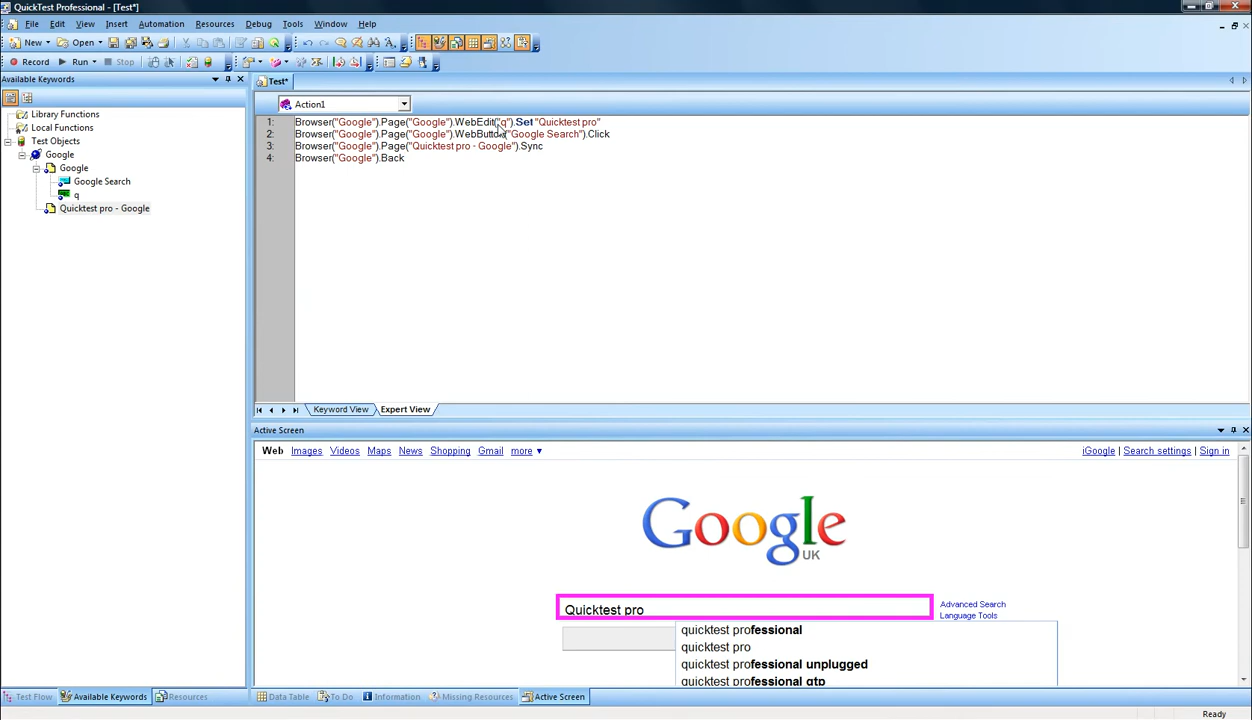 QuickTest Professional - [Test*]
File Edit View Insert Automation Resources Debug Tools Window Help
New Open
Record Run Stop
Available Keywords
Library Functions
Local Functions
Test Objects
Google
Google
Google Search
q
Quicktest pro - Google
Test*
Action1
1: Browser("Google").Page("Google").WebEdit("q").Set "Quicktest pro"
2: Browser("Google").Page("Google").WebButton("Google Search").Click
3: Browser("Google").Page("Quicktest pro - Google").Sync
4: Browser("Google").Back
Keyword View Expert View
Active Screen
Web Images Videos Maps News Shopping Gmail more ▼ iGoogle | Search settings | Sign in
Google
UK
Quicktest pro
Advanced Search
Language Tools
quicktest professional
quicktest pro
quicktest professional unplugged
quicktest professional qtp
Test Flow Available Keywords Resources Data Table To Do Information Missing Resources Active Screen
Ready